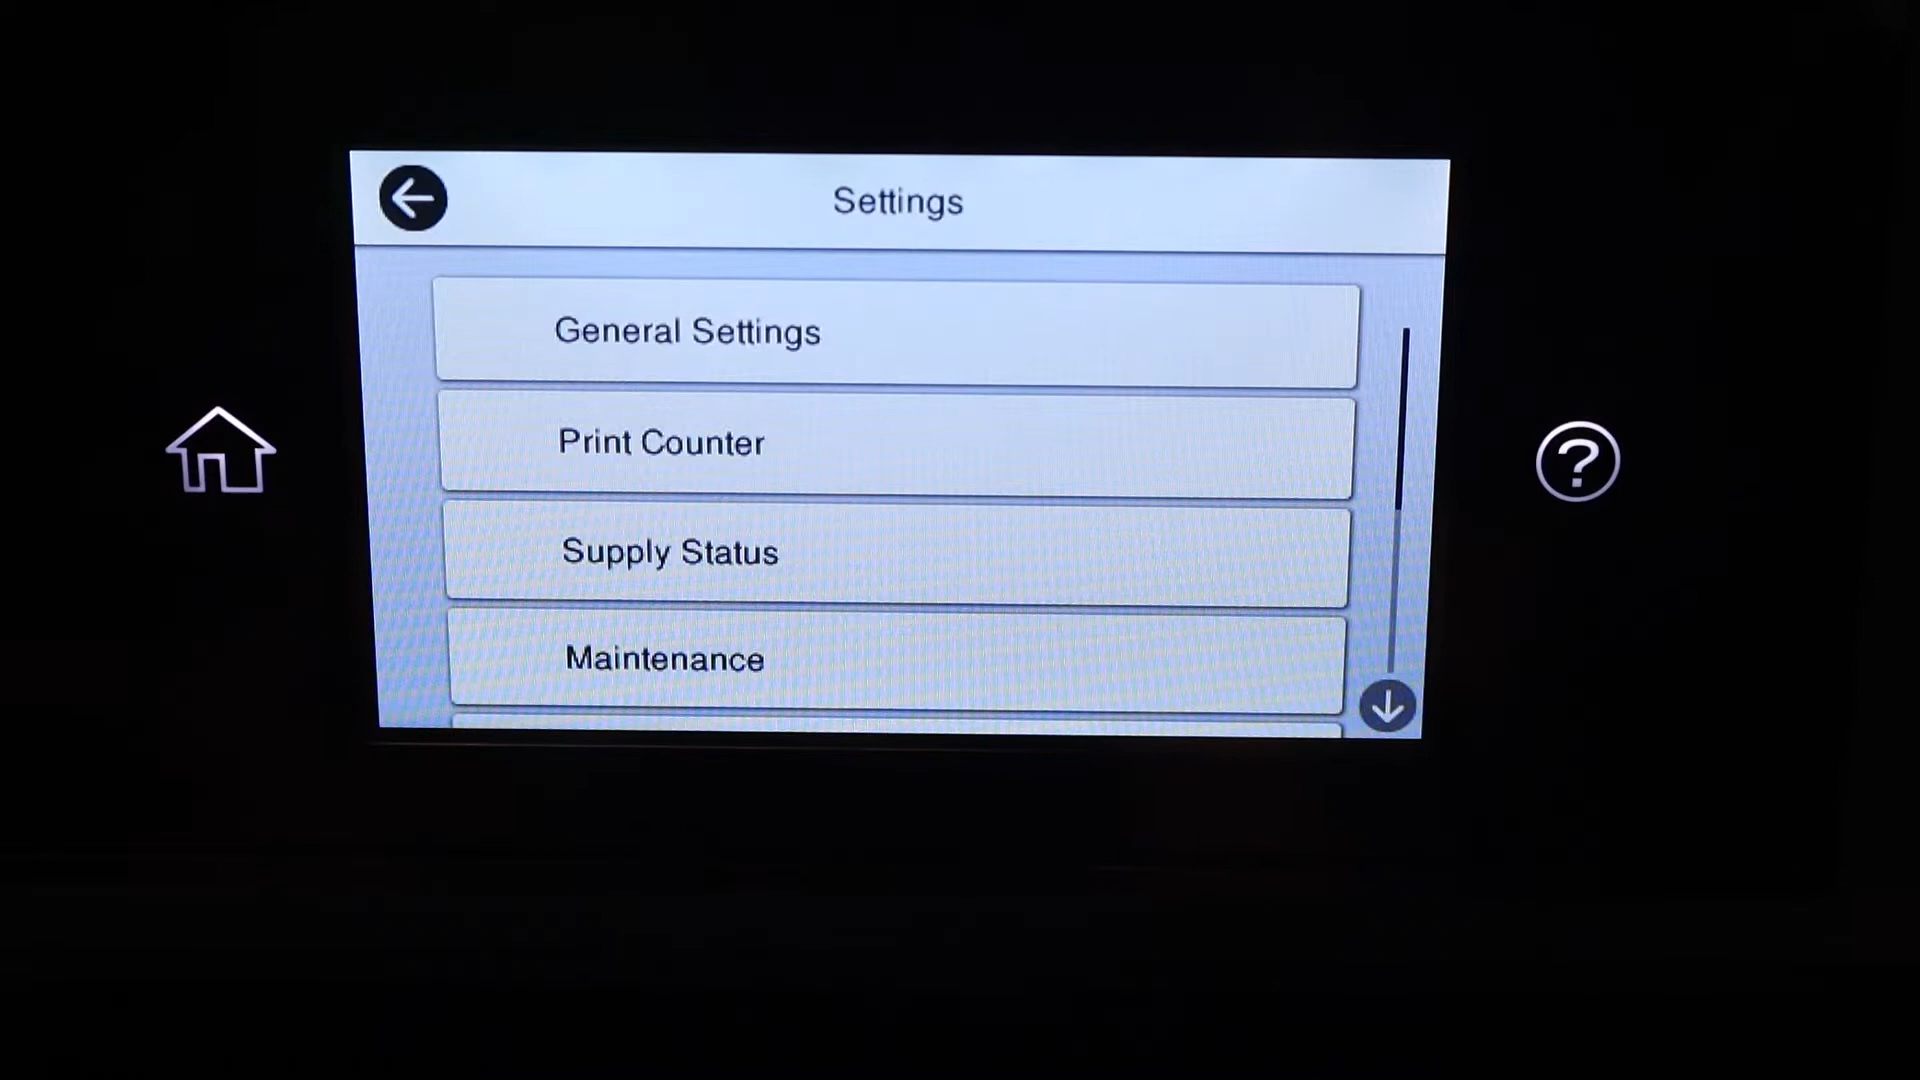 Settings
General Settings
Print Counter
Supply Status
Maintenance